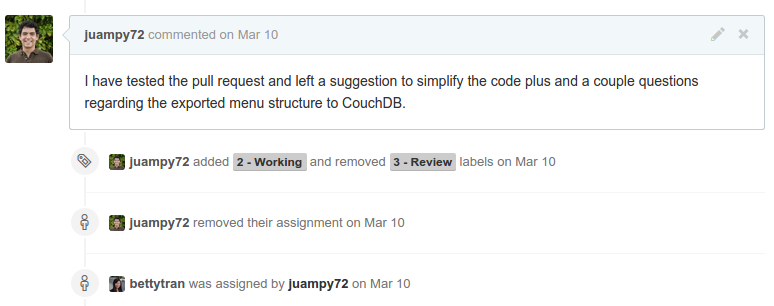 juampy72 commented on Mar 10
I have tested the pull request and left a suggestion to simplify the code plus and a couple questions
regarding the exported menu structure to CouchDB.
juampy72 added 2 - Working and removed 3 - Review labels on Mar 10
juampy72 removed their assignment on Mar 10
bettytran was assigned by juampy72 on Mar 10